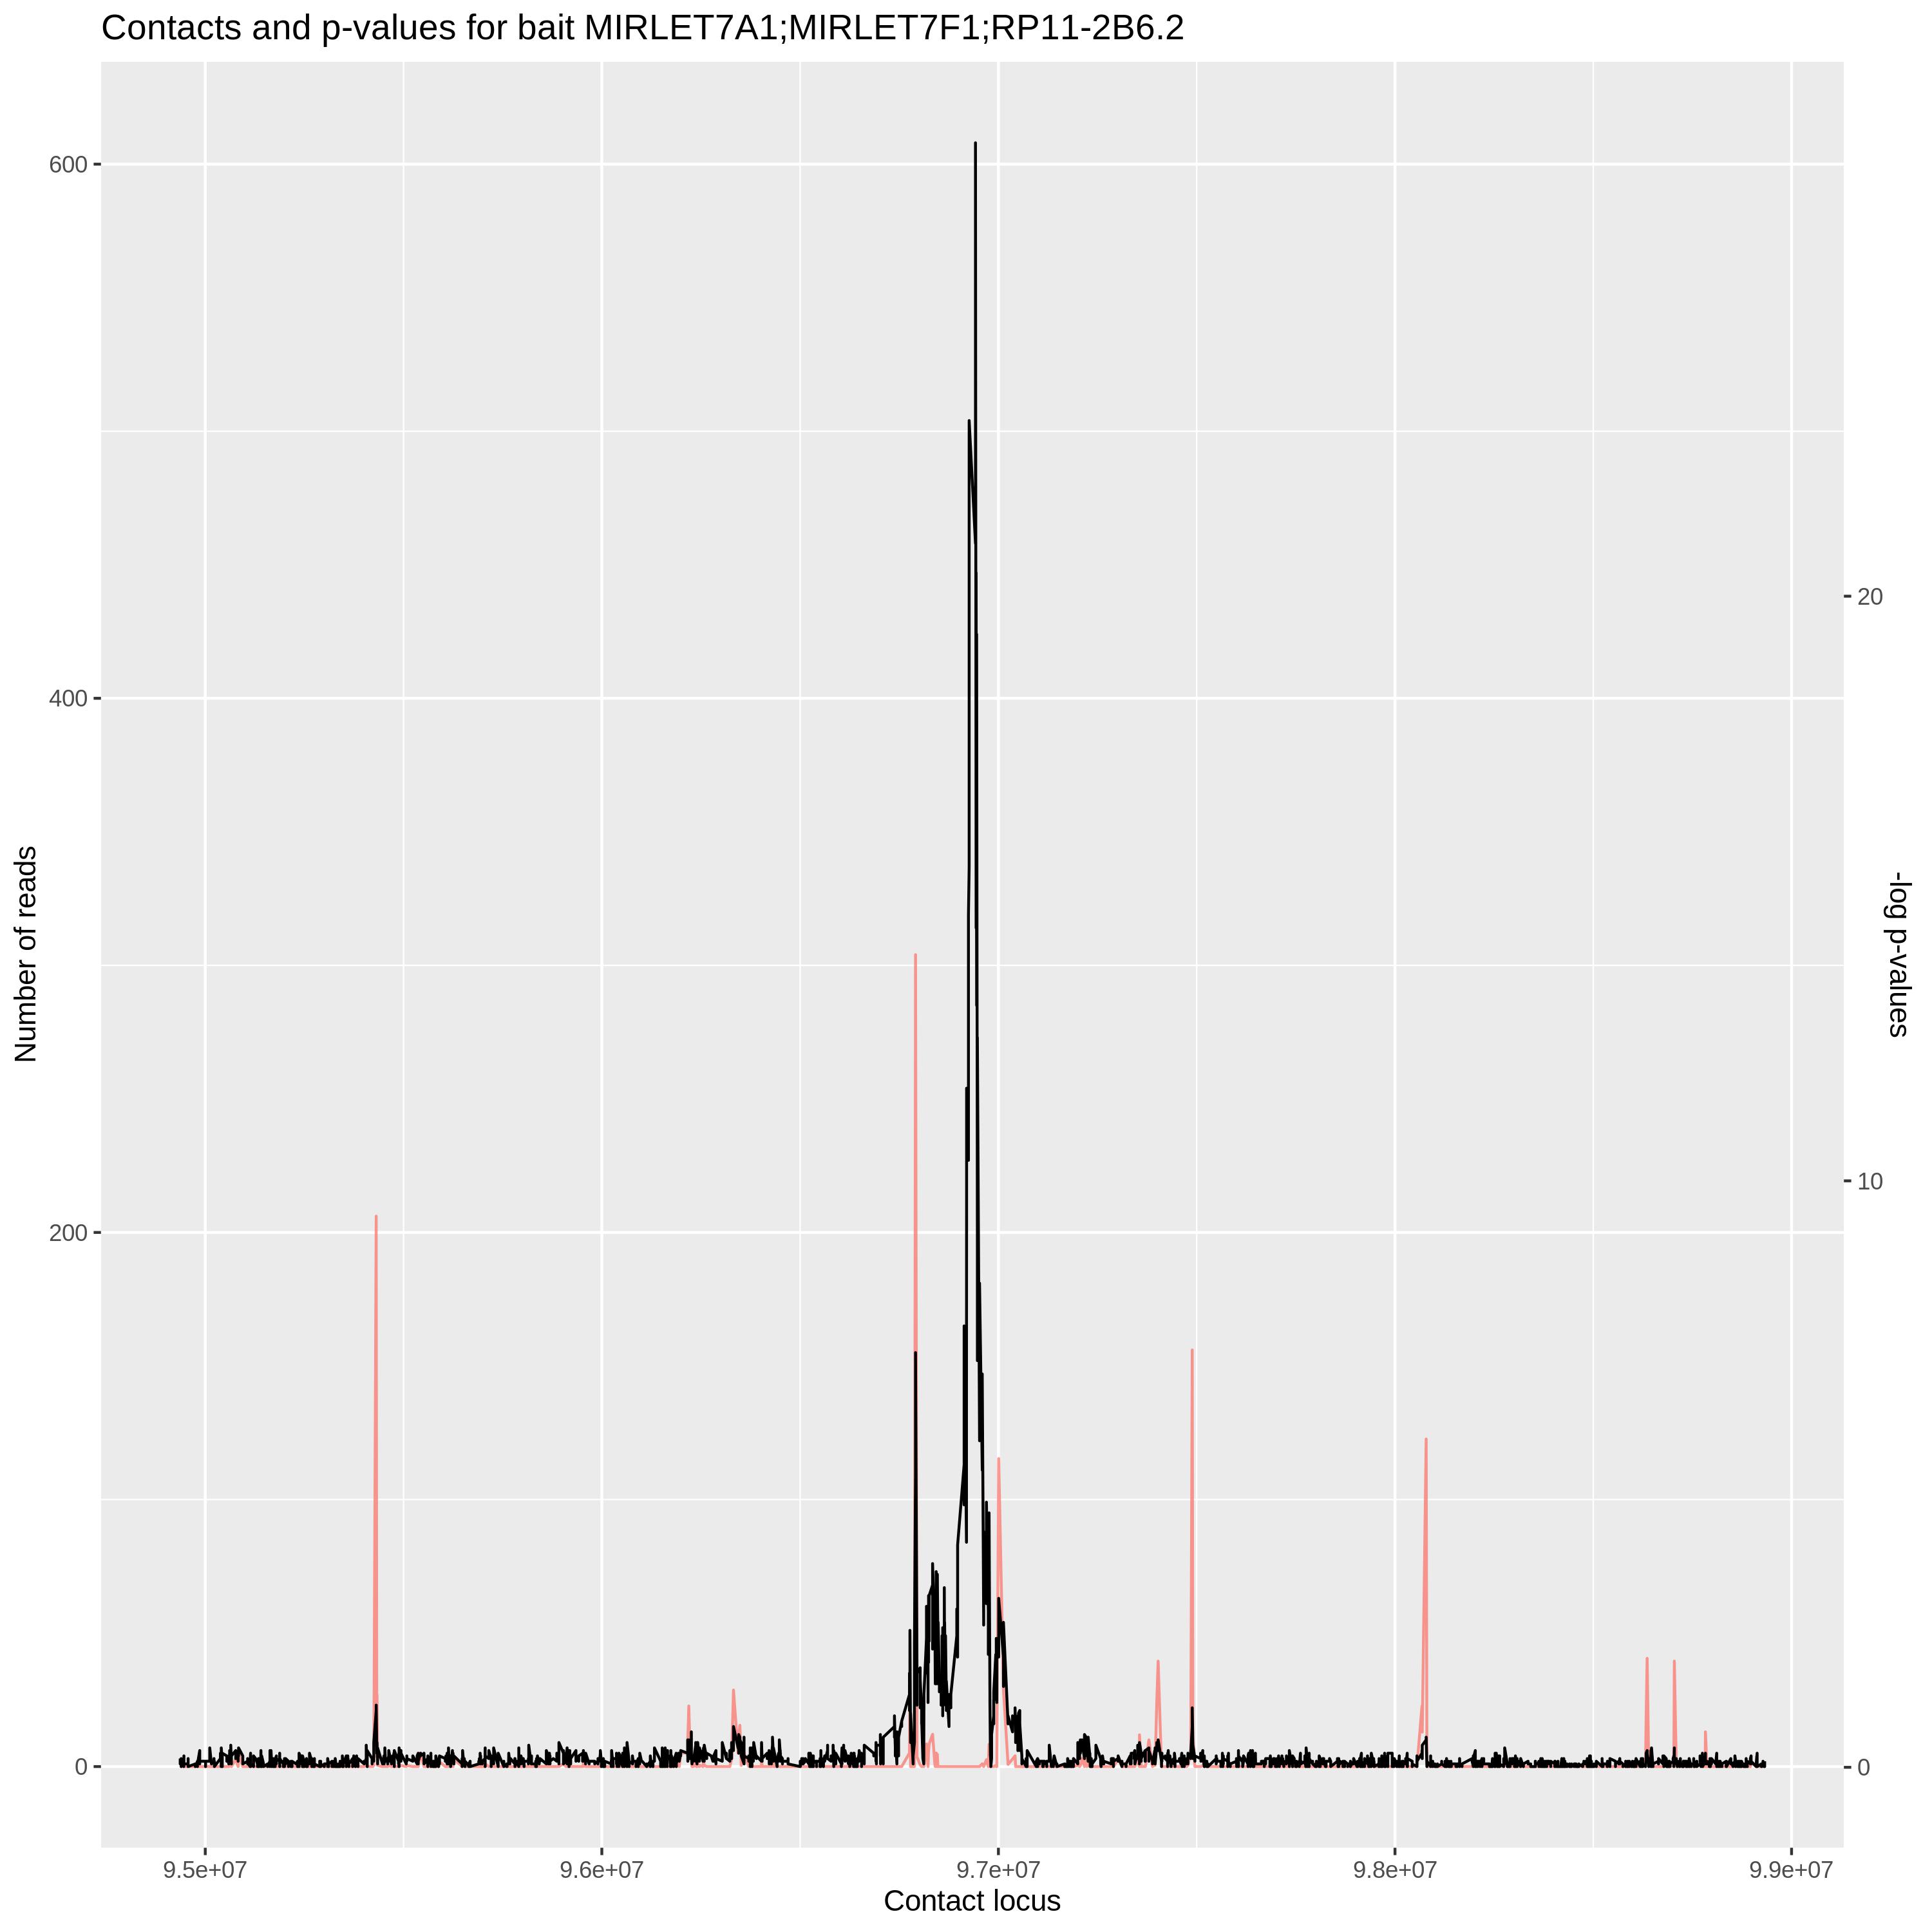 Contacts and p-values for bait MIRLET7A1;MIRLET7F1;RP11-2B6.2
600
400
200
0
Number of reads
20
10
0
-log p-values
9.5e+07
9.6e+07
9.7e+07
9.8e+07
9.9e+07
Contact locus